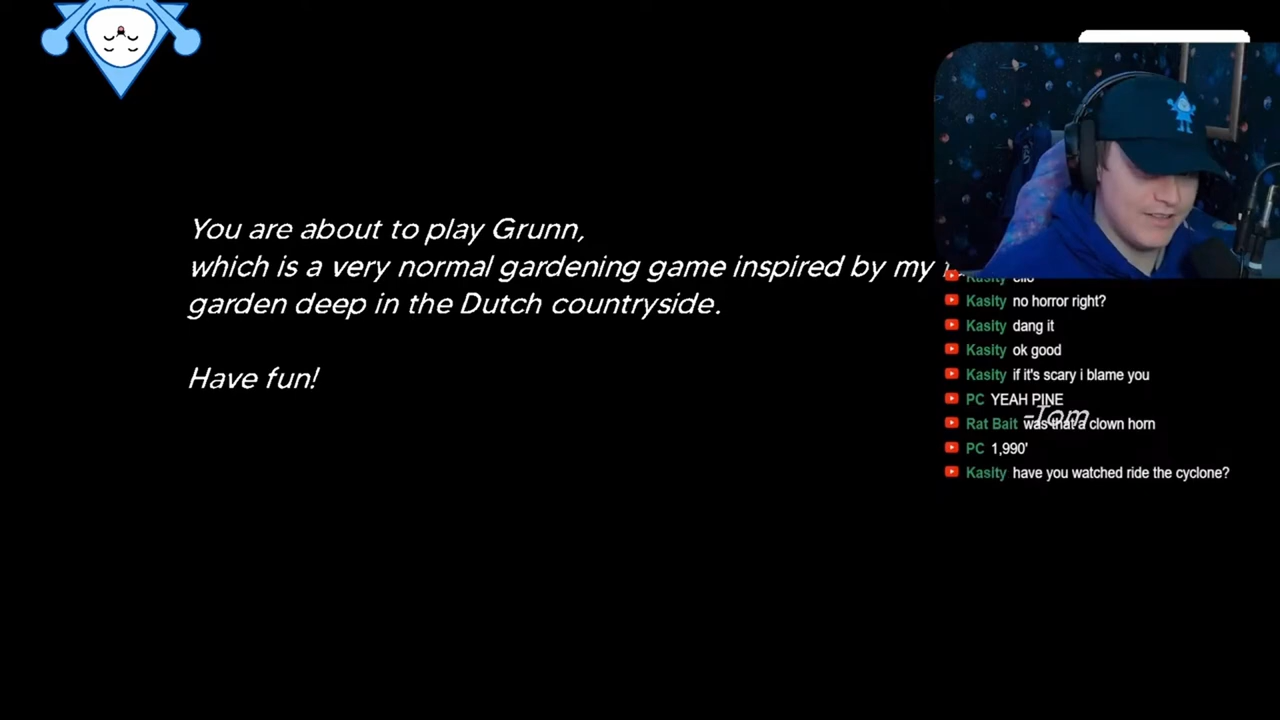 You are about to play Grunn,
which is a very normal gardening game inspired by my
garden deep in the Dutch countryside.
Have fun!
-Tom
Kasity
Kasity no horror right?
Kasity dang it
Kasity ok good
Kasity if it's scary i blame you
PC YEAH PINE
Rat Bait was that a clown horn
PC 1,990'
Kasity have you watched ride the cyclone?